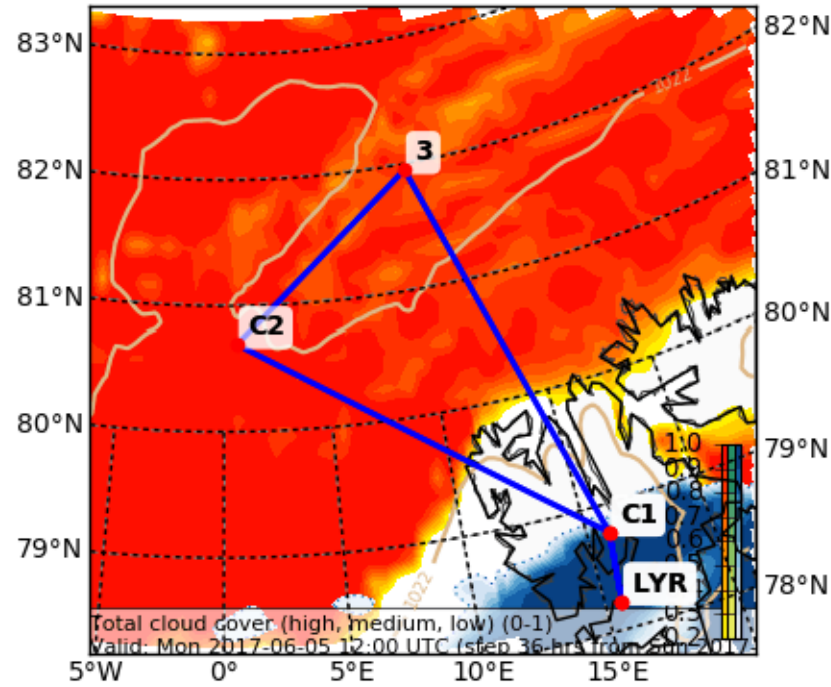 83°N
82°N
81°N
80°N
79°N
82°N
81°N
80°N
79°N
78°N
1022
3
C2
C1
LYR
1022
1.0
0.9
0.8
0.7
0.6
0.3
0.2
Total cloud cover (high, medium, low) (0-1)
Valid: Mon 2017-06-05 12:00 UTC (step 36-hrs from Sun 201
5°W
0°
5°E
10°E
15°E